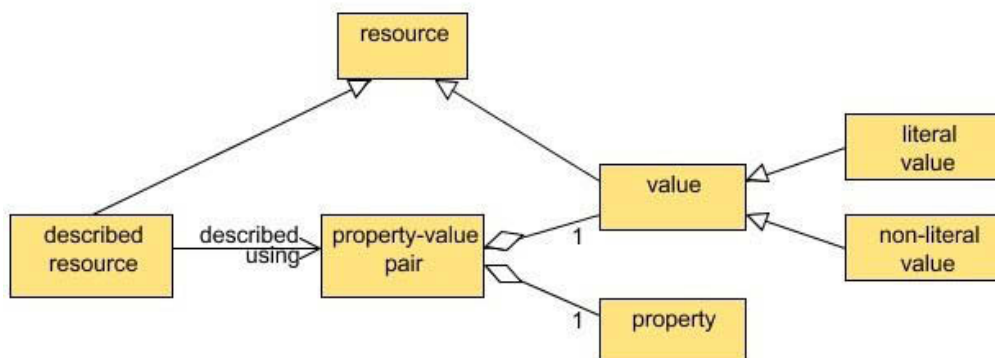 resource
literal
value
value
described
resource
described
using
property-value
pair
1
non-literal
value
1
property